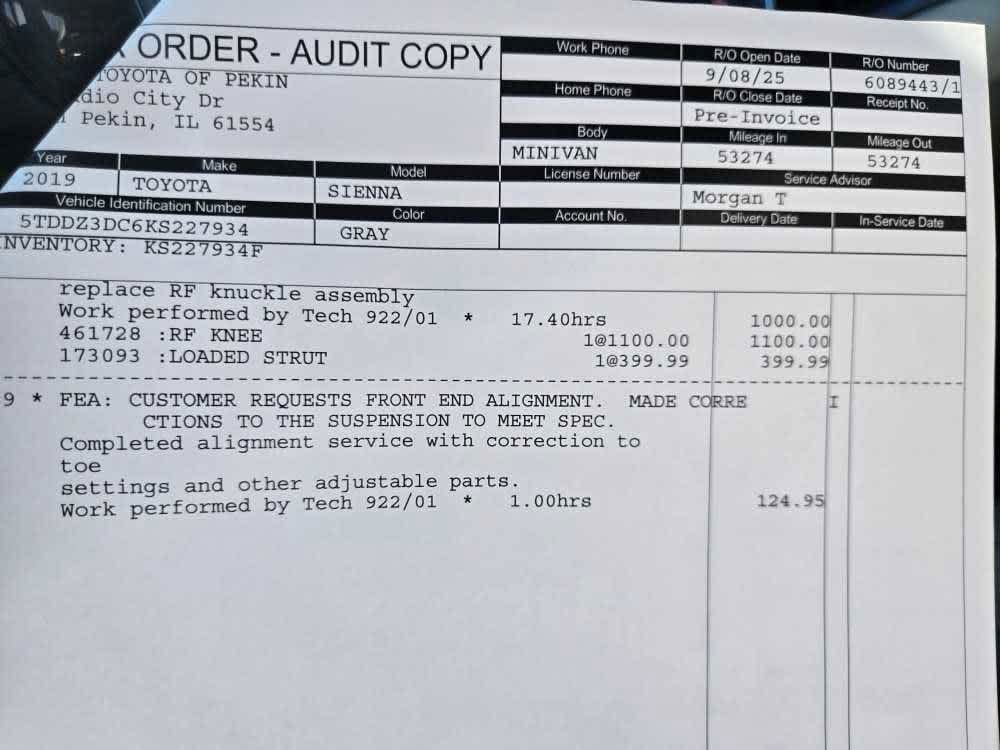 ORDER - AUDIT COPY
TOYOTA OF PEKIN
dio City Dr
Pekin, IL 61554
Work Phone
R/O Open Date
R/O Number
9/08/25
6089443/1
Home Phone
R/O Close Date
Receipt No.
Pre-Invoice
Body
Mileage In
Mileage Out
MINIVAN
53274
53274
Year Make Model License Number Service Advisor
2019 TOYOTA SIENNA Morgan T
Vehicle Identification Number Color Account No. Delivery Date In-Service Date
5TDDZ3DC6KS227934 GRAY
INVENTORY: KS227934F
replace RF knuckle assembly
Work performed by Tech 922/01 * 17.40hrs 1000.00
461728 :RF KNEE 1@1100.00 1100.00
173093 :LOADED STRUT 1@399.99 399.99
9 * FEA: CUSTOMER REQUESTS FRONT END ALIGNMENT. MADE CORRE I
CTIONS TO THE SUSPENSION TO MEET SPEC.
Completed alignment service with correction to
toe
settings and other adjustable parts.
Work performed by Tech 922/01 * 1.00hrs 124.95